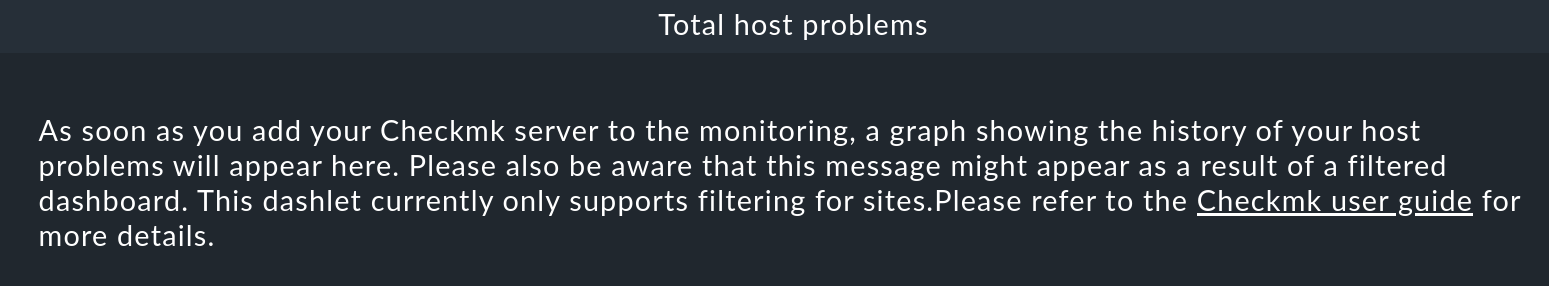 Total host problems
As soon as you add your Checkmk server to the monitoring, a graph showing the history of your host
problems will appear here. Please also be aware that this message might appear as a result of a filtered
dashboard. This dashlet currently only supports filtering for sites.Please refer to the Checkmk user guide for
more details.